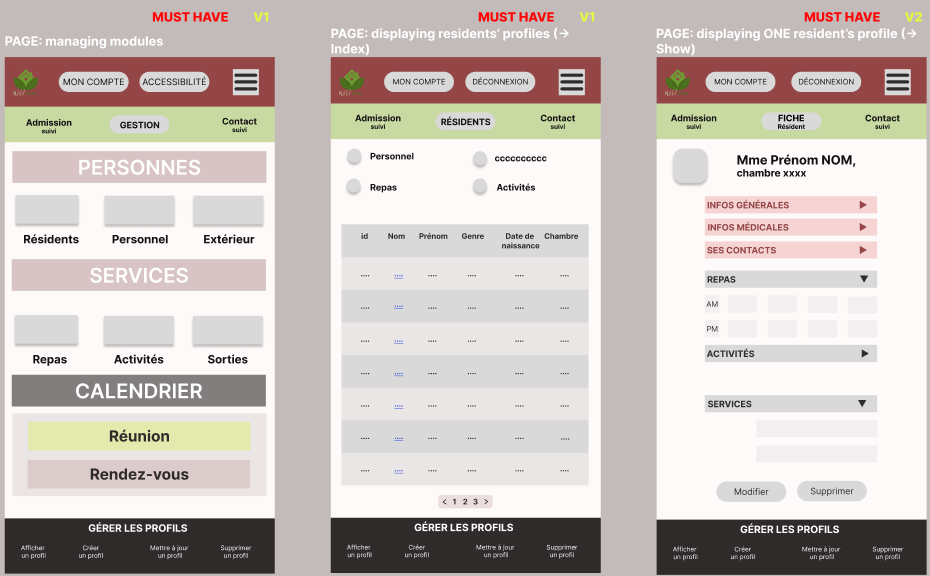 MUST HAVE V1
PAGE: managing modules
MON COMPTE ACCESSIBILITÉ
Admission
suivi
GESTION
Contact
suivi
PERSONNES
Résidents Personnel Extérieur
SERVICES
Repas Activités Sorties
CALENDRIER
Réunion
Rendez-vous
GÉRER LES PROFILS
Afficher
un profil
Créer
un profil
Mettre à jour
un profil
Supprimer
un profil
MUST HAVE V1
PAGE: displaying residents' profiles (→
Index)
MON COMPTE DÉCONNEXION
Admission
suivi
RÉSIDENTS
Contact
suivi
Personnel cccccccccc
Repas Activités
id Nom Prénom Genre Date de
naissance
Chambre
.... .... .... .... .... ....
.... .... .... .... .... ....
.... .... .... .... .... ....
.... .... .... .... .... ....
.... .... .... .... .... ....
.... .... .... .... .... ....
.... .... .... .... .... ....
< 1 2 3 >
GÉRER LES PROFILS
Afficher
un profil
Créer
un profil
Mettre à jour
un profil
Supprimer
un profil
MUST HAVE V2
PAGE: displaying ONE resident's profile (→
Show)
MON COMPTE DÉCONNEXION
Admission
suivi
FICHE
Résident
Contact
suivi
Mme Prénom NOM,
chambre xxxx
INFOS GÉNÉRALES
INFOS MÉDICALES
SES CONTACTS
REPAS
AM
PM
ACTIVITÉS
SERVICES
Modifier Supprimer
GÉRER LES PROFILS
Afficher
un profil
Créer
un profil
Mettre à jour
un profil
Supprimer
un profil